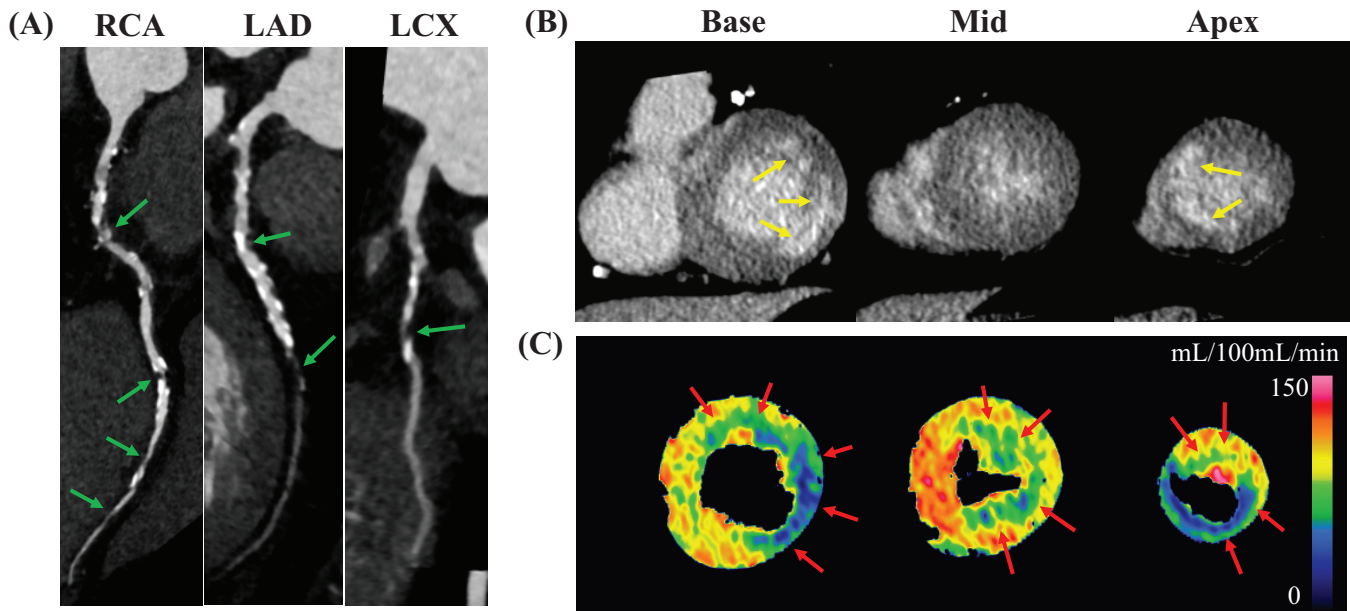 (A)
RCA
LAD
LCX
(B)
Base
Mid
Apex
(C)
mL/100mL/min
150
0